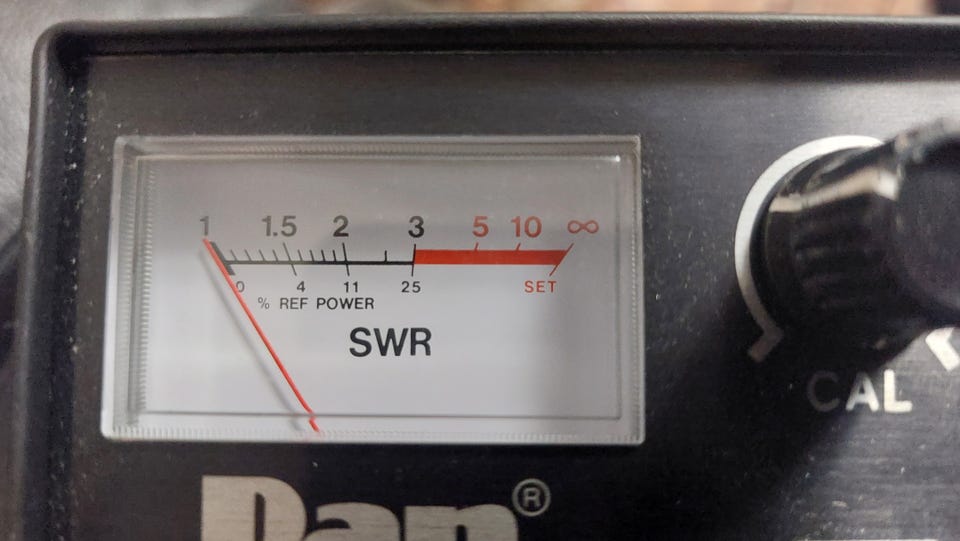 1 1.5 2 3 5 10 ∞
0 4 11 25 SET
% REF POWER
SWR
CAL
®